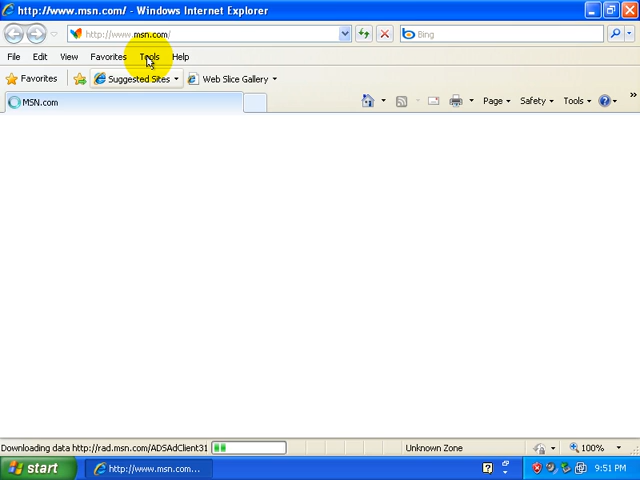 http://www.msn.com/ - Windows Internet Explorer
http://www.msn.com/
Bing
File Edit View Favorites Tools Help
Favorites Suggested Sites Web Slice Gallery
MSN.com
Page Safety Tools
Downloading data http://rad.msn.com/ADSAdClient31 Unknown Zone 100%
start http://www.msn.com... 9:51 PM